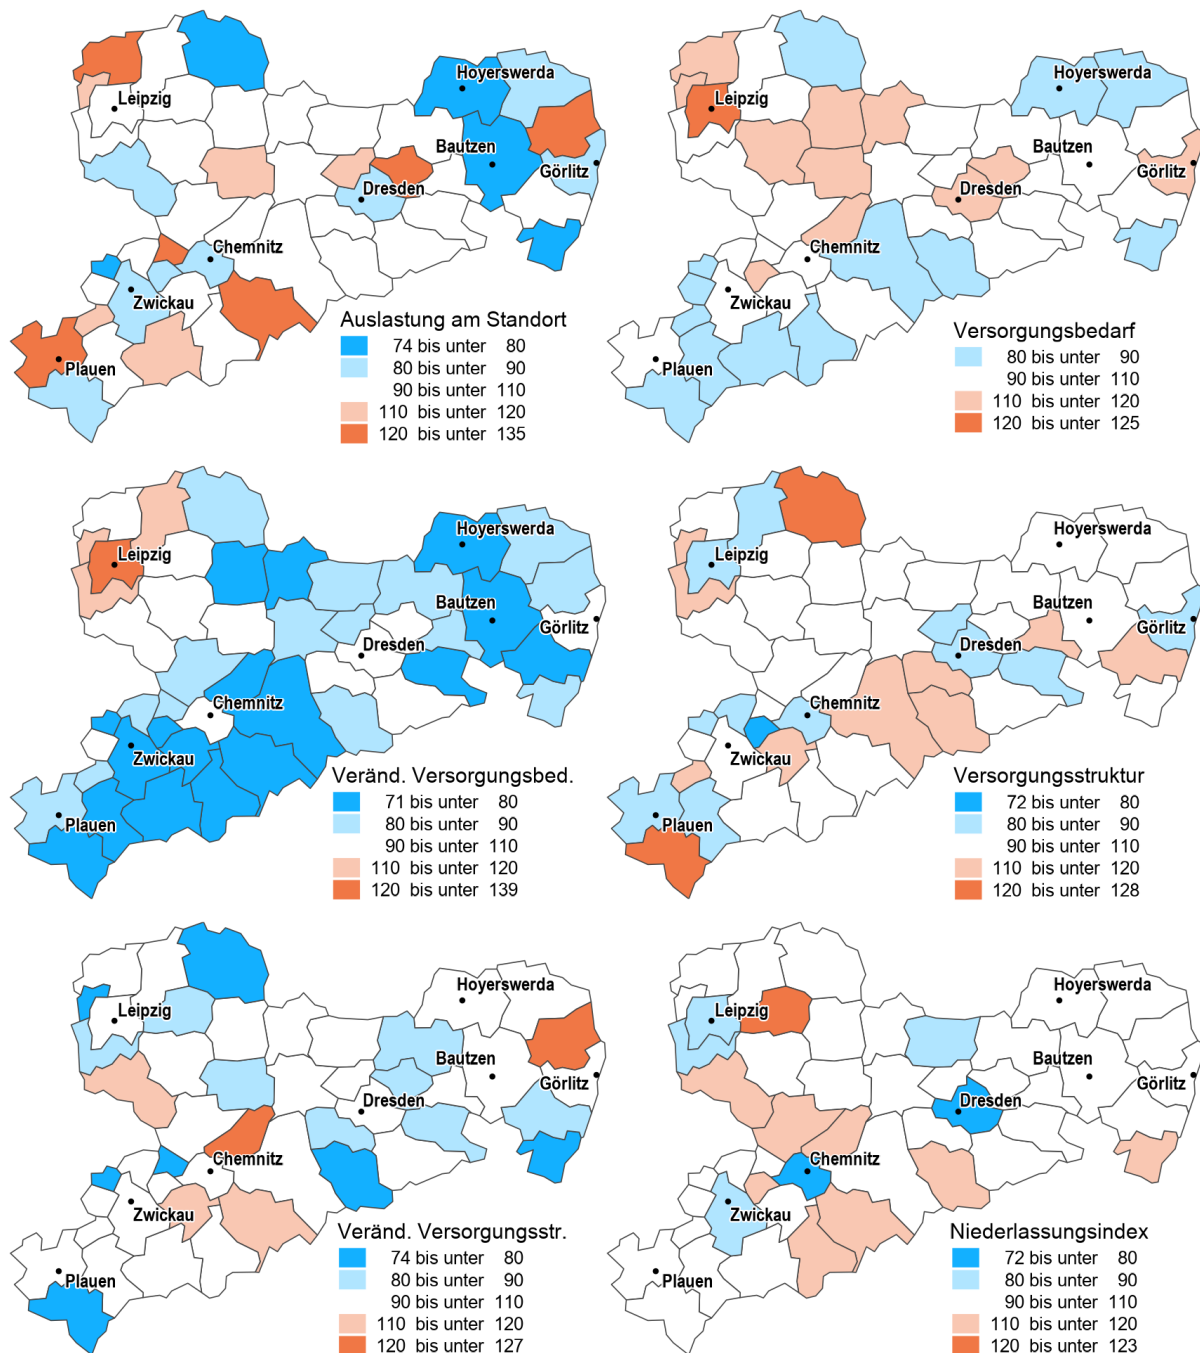 Hoyerswerda
Leipzig
Bautzen
Görlitz
Dresden
Chemnitz
Zwickau
Plauen
Auslastung am Standort
74 bis unter 80
80 bis unter 90
90 bis unter 110
110 bis unter 120
120 bis unter 135
Hoyerswerda
Leipzig
Bautzen
Görlitz
Dresden
Chemnitz
Zwickau
Plauen
Versorgungsbedarf
80 bis unter 90
90 bis unter 110
110 bis unter 120
120 bis unter 125
Hoyerswerda
Leipzig
Bautzen
Görlitz
Dresden
Chemnitz
Zwickau
Plauen
Veränd. Versorgungsbed.
71 bis unter 80
80 bis unter 90
90 bis unter 110
110 bis unter 120
120 bis unter 139
Hoyerswerda
Leipzig
Bautzen
Görlitz
Dresden
Chemnitz
Zwickau
Plauen
Versorgungsstruktur
72 bis unter 80
80 bis unter 90
90 bis unter 110
110 bis unter 120
120 bis unter 128
Hoyerswerda
Leipzig
Bautzen
Görlitz
Dresden
Chemnitz
Zwickau
Plauen
Veränd. Versorgungsstr.
74 bis unter 80
80 bis unter 90
90 bis unter 110
110 bis unter 120
120 bis unter 127
Hoyerswerda
Leipzig
Bautzen
Görlitz
Dresden
Chemnitz
Zwickau
Plauen
Niederlassungsindex
72 bis unter 80
80 bis unter 90
90 bis unter 110
110 bis unter 120
120 bis unter 123